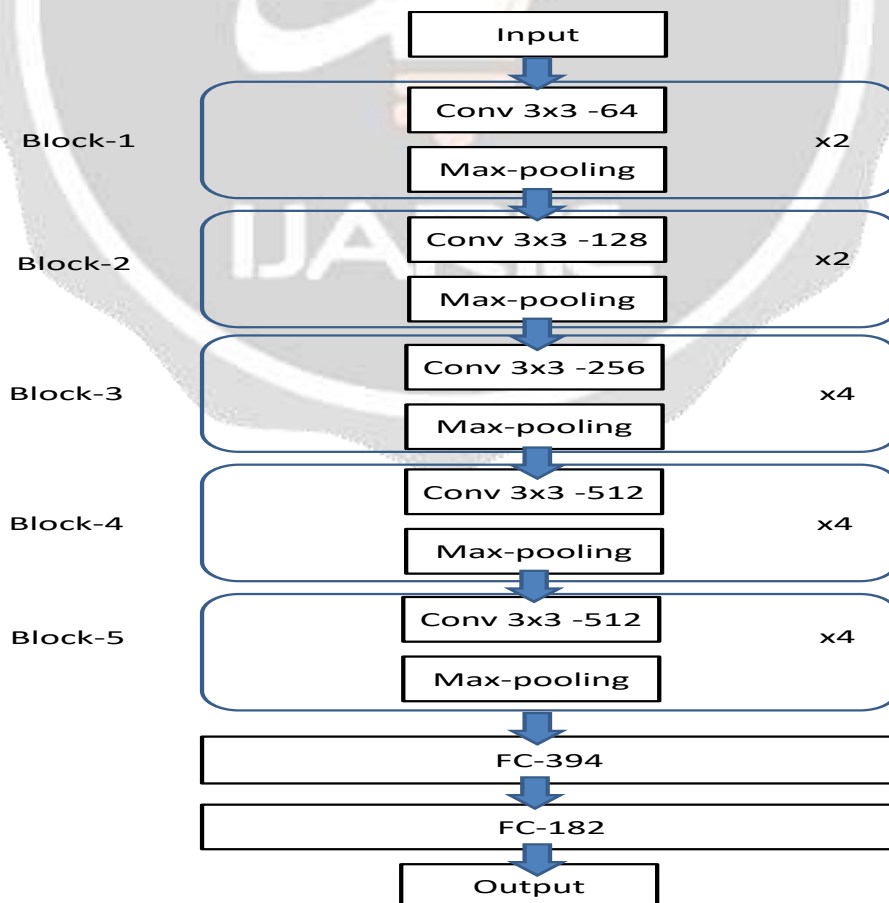 Input
Conv 3x3 -64
Block-1
x2
Max-pooling
Conv 3x3 -128
Block-2
x2
IJARIIE
Max-pooling
Conv 3x3 -256
Block-3
x4
Max-pooling
Conv 3x3 -512
Block-4
x4
Max-pooling
Conv 3x3 -512
Block-5
x4
Max-pooling
FC-394
FC-182
Output